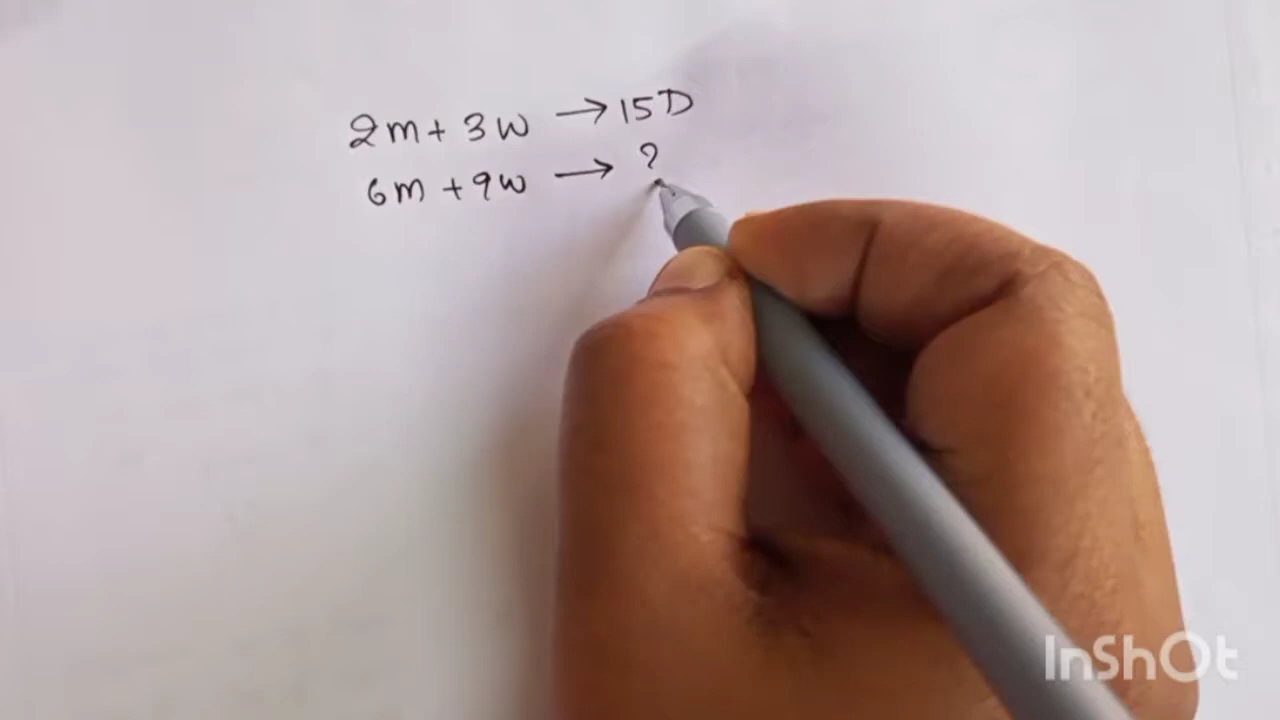 2m + 3w → 15D
6m + 9w → ?
InShOt